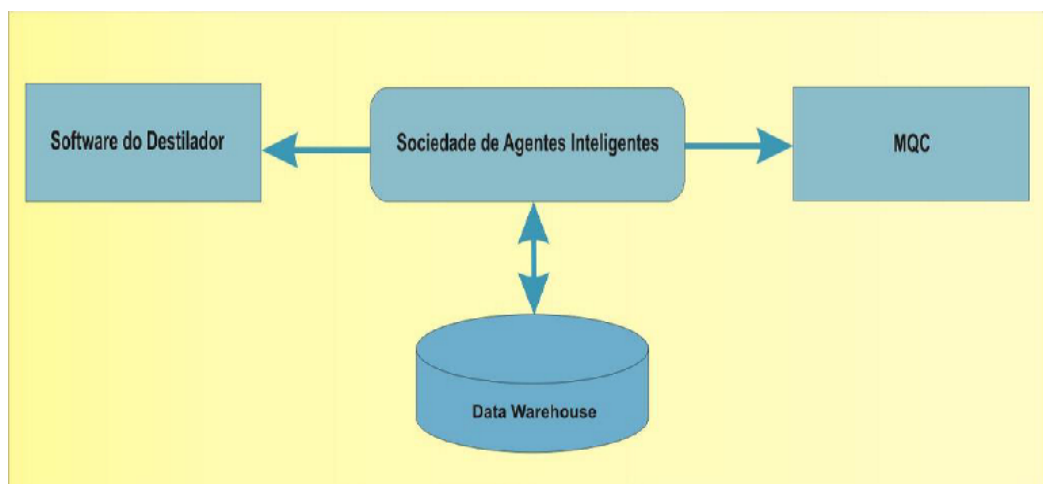 Software do Destilador
Sociedade de Agentes Inteligentes
MQC
Data Warehouse